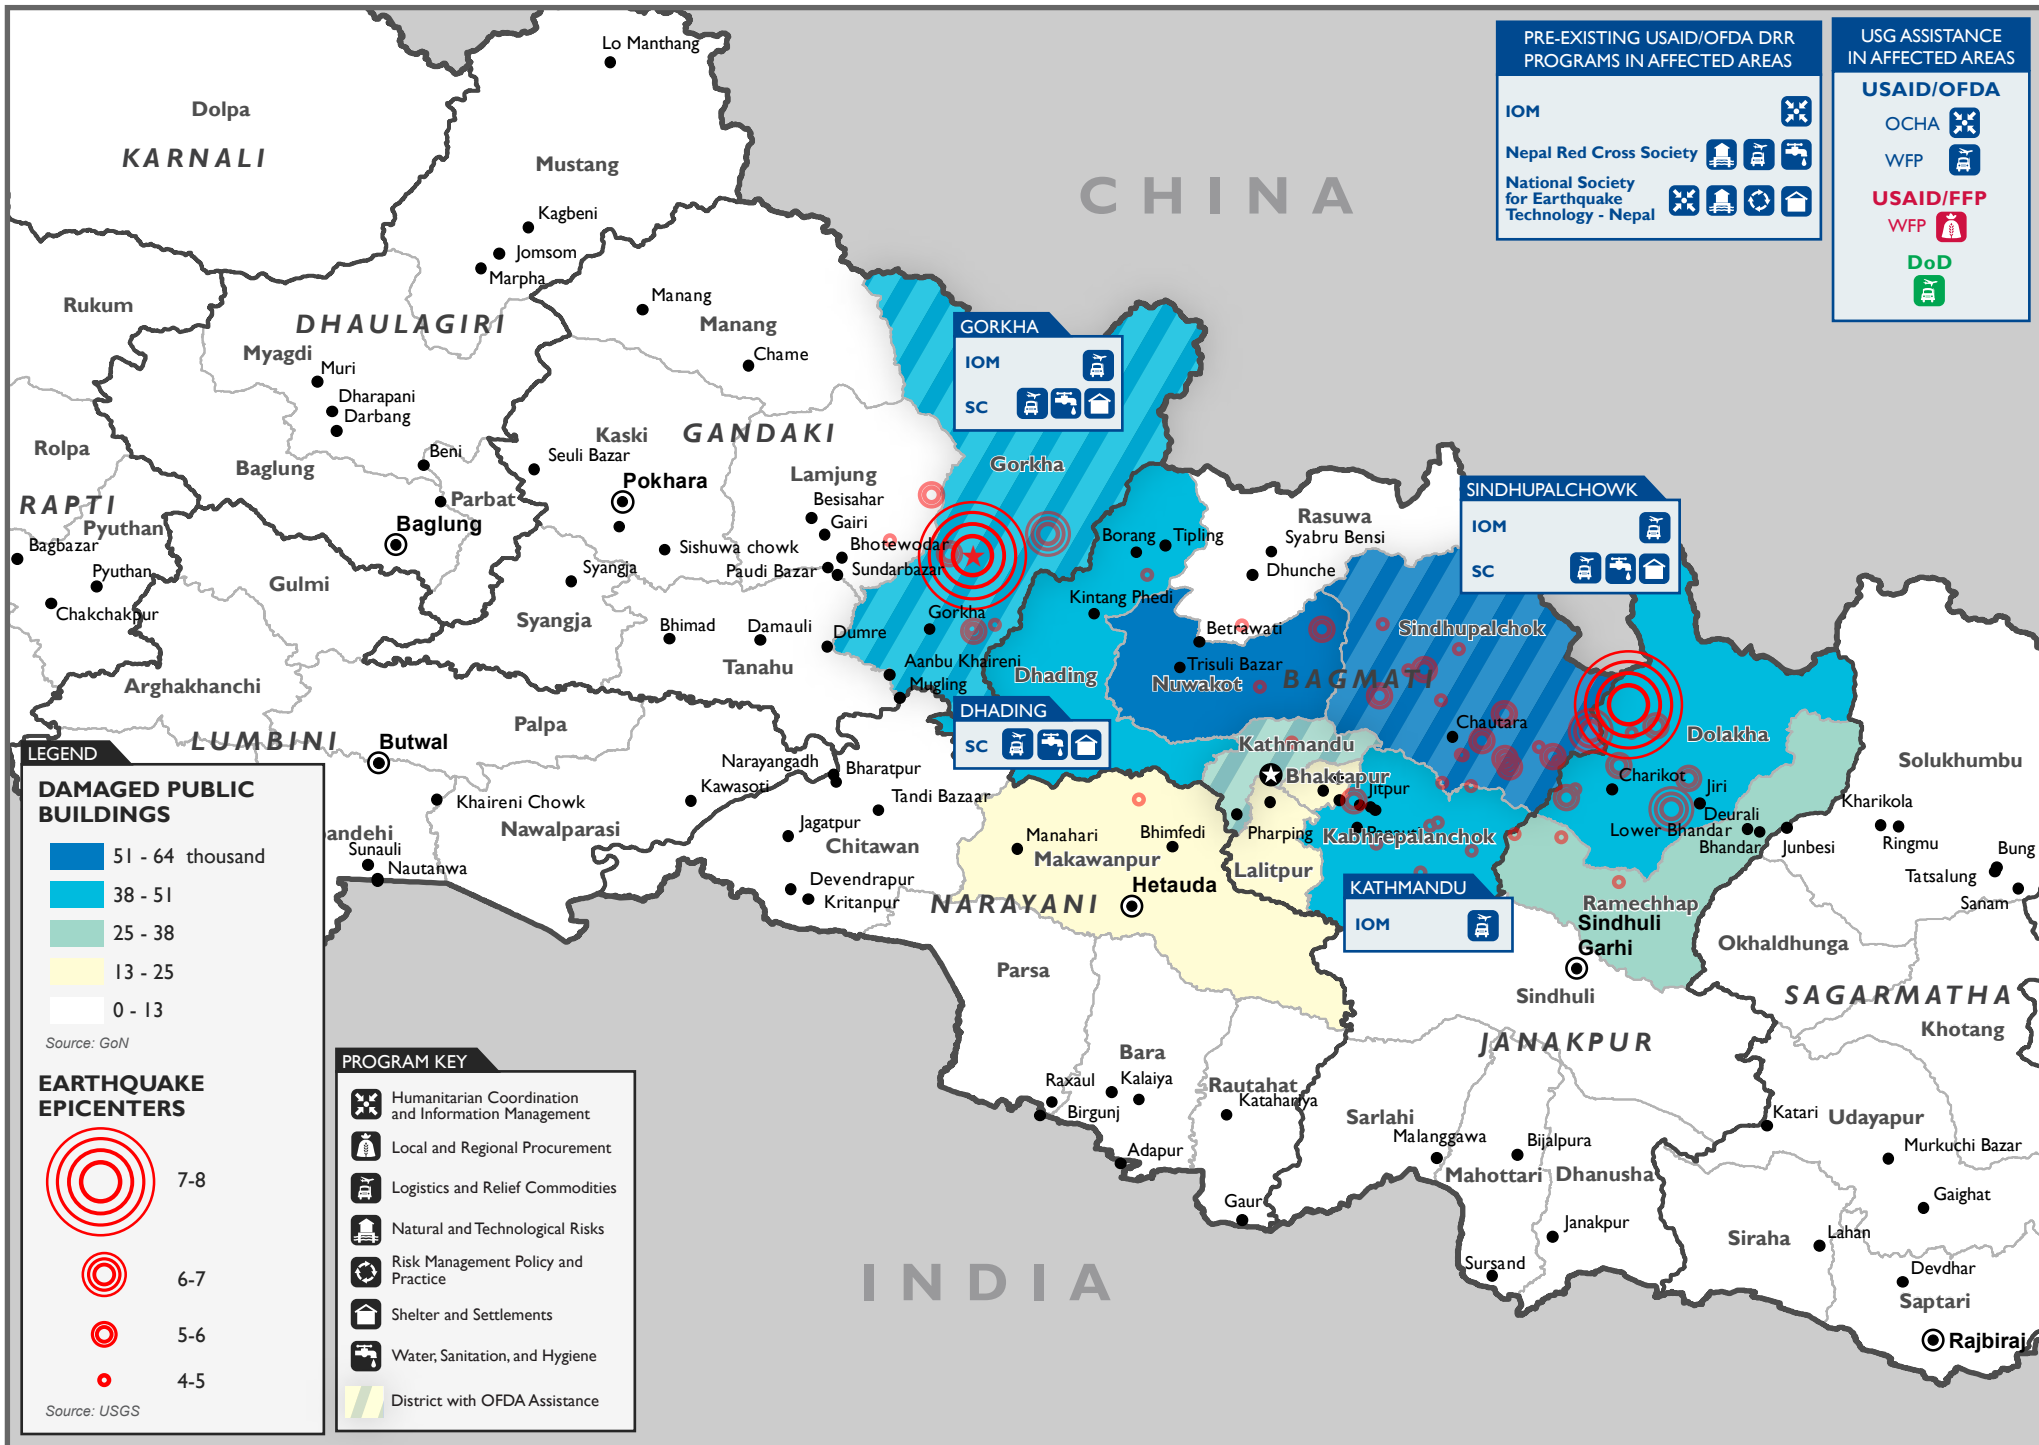 Lo Manthang
Dolpa
KARNALI
Mustang
CHINA
Kagbeni
Jomsom
Marpha
Rukum
Manang
Manang
DHAULAGIRI
Myagdi
Muri
Chame
Dharapani
Darbang
Rolpa
Kaski
GANDAKI
Baglung
Beni
Seuli Bazar
Lamjung
Gorkha
RAPTI
Pyuthan
Parbat
Pokhara
Besisahar
Baglung
Gairi
Bagbazar
Sishuwa chowk
Bhotewodar
Pyuthan
Gulmi
Syangja
Paudi Bazar
Sundarbazar
Chakchakpur
Syangja
Bhimad
Damauli
Dumre
Gorkha
Tanahu
Aanbu Khaireni
Mugling
Arghakhanchi
Palpa
LUMBINI
Butwal
Narayangadh
Bharatpur
Khaireni Chowk
Kawasoti
Tandi Bazaar
Nawalparasi
Jagatpur
Chitawan
Sunauli
Nautanwa
Devendrapur
Kritanpur
Borang
Tipling
Rasuwa
Syabru Bensi
Dhunche
Kintang Phedi
Betrawati
Sindhupalchok
Trisuli Bazar
Dhading
Nuwakot
BAGMATI
Chautara
Dolakha
Kathmandu
Bhaktapur
Jitpur
Charikot
Jiri
Solukhumbu
Deurali
Kharikola
Pharping
Kabhrepalanchok
Lower Bhandar
Bhandar
Junbesi
Ringmu
Manahari
Bhimfedi
Makawanpur
Lalitpur
Bung
Tatsalung
Sanam
Hetauda
NARAYANI
Ramechhap
Sindhuli
Garhi
Okhaldhunga
Parsa
Sindhuli
SAGARMATHA
Khotang
JANAKPUR
Bara
Raxaul
Kalaiya
Birgunj
Rautahat
Katahariya
Sarlahi
Katari
Udayapur
Malanggawa
Bijalpura
Murkuchi Bazar
Adapur
Mahottari
Dhanusha
Gaighat
Gaur
Janakpur
Siraha
Lahan
INDIA
Sursand
Devdhar
Saptari
Rajbiraj
PRE-EXISTING USAID/OFDA DRR
PROGRAMS IN AFFECTED AREAS
IOM
Nepal Red Cross Society
National Society
for Earthquake
Technology - Nepal
USG ASSISTANCE
IN AFFECTED AREAS
USAID/OFDA
OCHA
WFP
USAID/FFP
WFP
DoD
GORKHA
IOM
SC
SINDHUPALCHOWK
IOM
SC
DHADING
SC
KATHMANDU
IOM
LEGEND
DAMAGED PUBLIC
BUILDINGS
51 - 64 thousand
38 - 51
25 - 38
13 - 25
0 - 13
Source: GoN
EARTHQUAKE
EPICENTERS
7-8
6-7
5-6
4-5
Source: USGS
PROGRAM KEY
Humanitarian Coordination
and Information Management
Local and Regional Procurement
Logistics and Relief Commodities
Natural and Technological Risks
Risk Management Policy and
Practice
Shelter and Settlements
Water, Sanitation, and Hygiene
District with OFDA Assistance